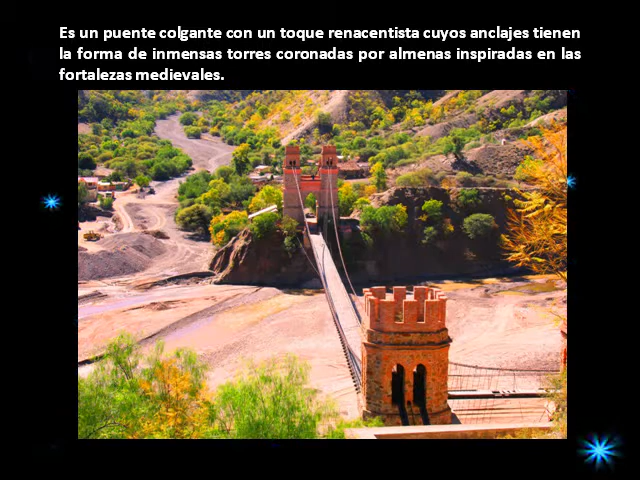 Es un puente colgante con un toque renacentista cuyos anclajes tienen
la forma de inmensas torres coronadas por almenas inspiradas en las
fortalezas medievales.